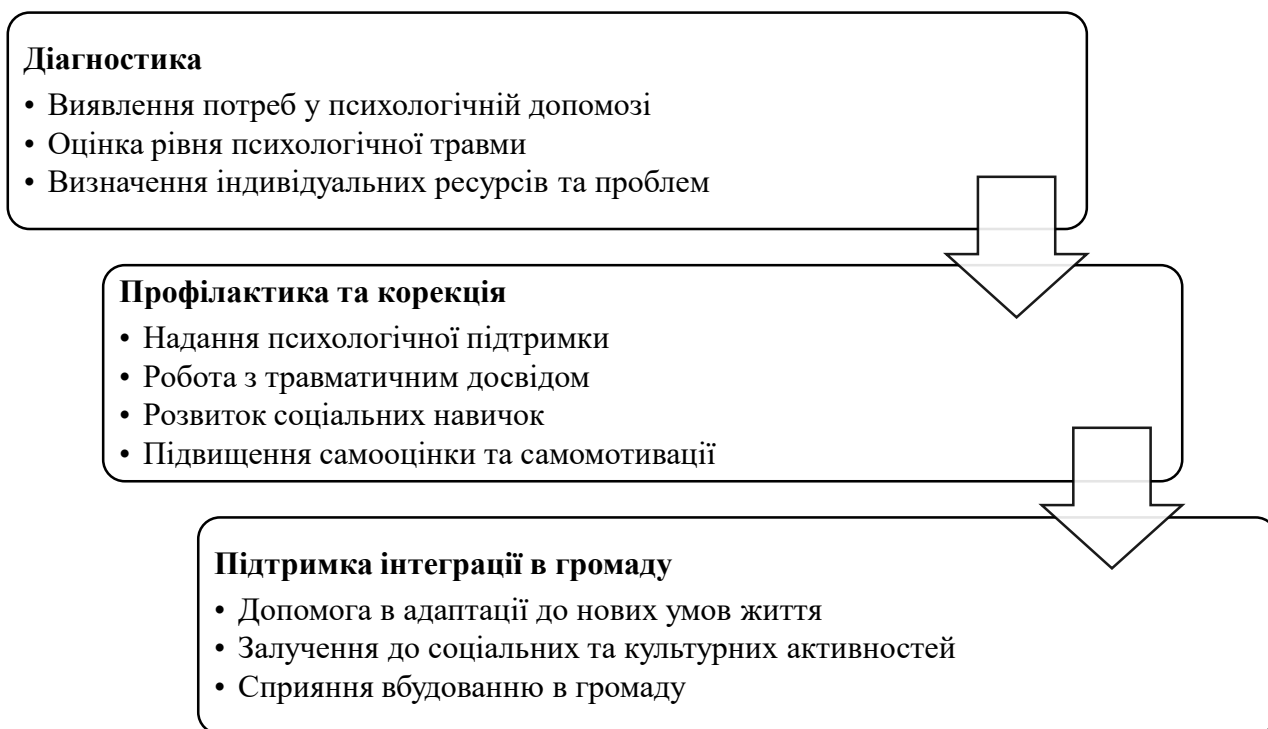 Діагностика
• Виявлення потреб у психологічній допомозі
• Оцінка рівня психологічної травми
• Визначення індивідуальних ресурсів та проблем
Профілактика та корекція
• Надання психологічної підтримки
• Робота з травматичним досвідом
• Розвиток соціальних навичок
• Підвищення самооцінки та самомотивації
Підтримка інтеграції в громаду
• Допомога в адаптації до нових умов життя
• Залучення до соціальних та культурних активностей
• Сприяння вбудованню в громаду